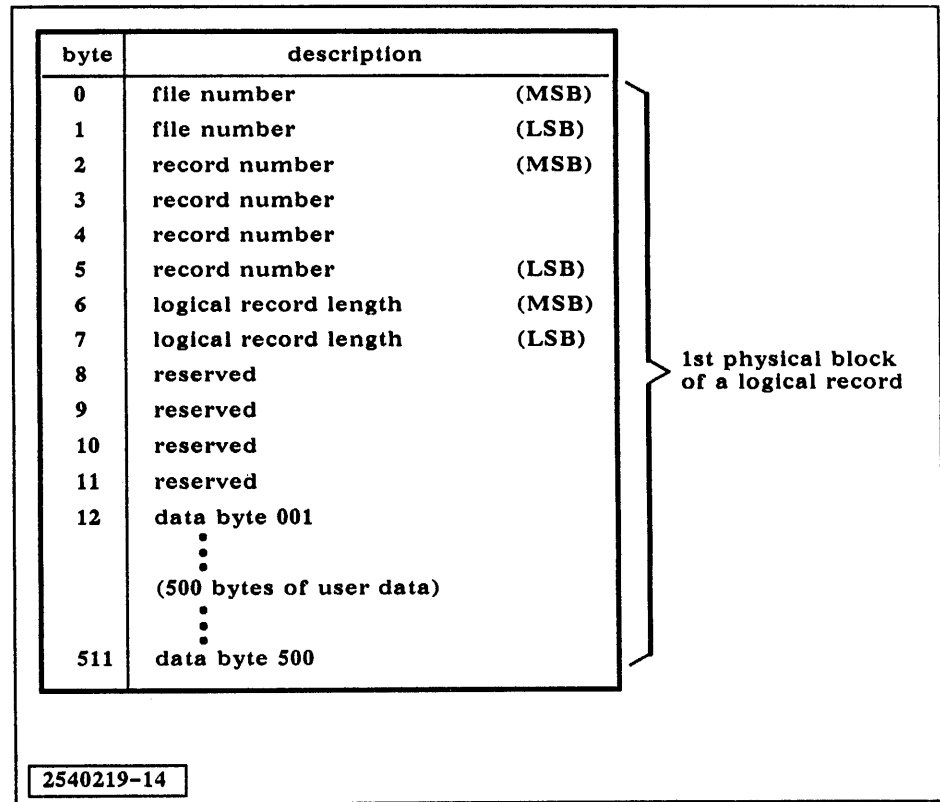 byte description
0 file number (MSB)
1 file number (LSB)
2 record number (MSB)
3 record number
4 record number
5 record number (LSB)
6 logical record length (MSB)
7 logical record length (LSB)
8 reserved
9 reserved
10 reserved
11 reserved
12 data byte 001
(500 bytes of user data)
511 data byte 500
1st physical block
of a logical record
2540219-14